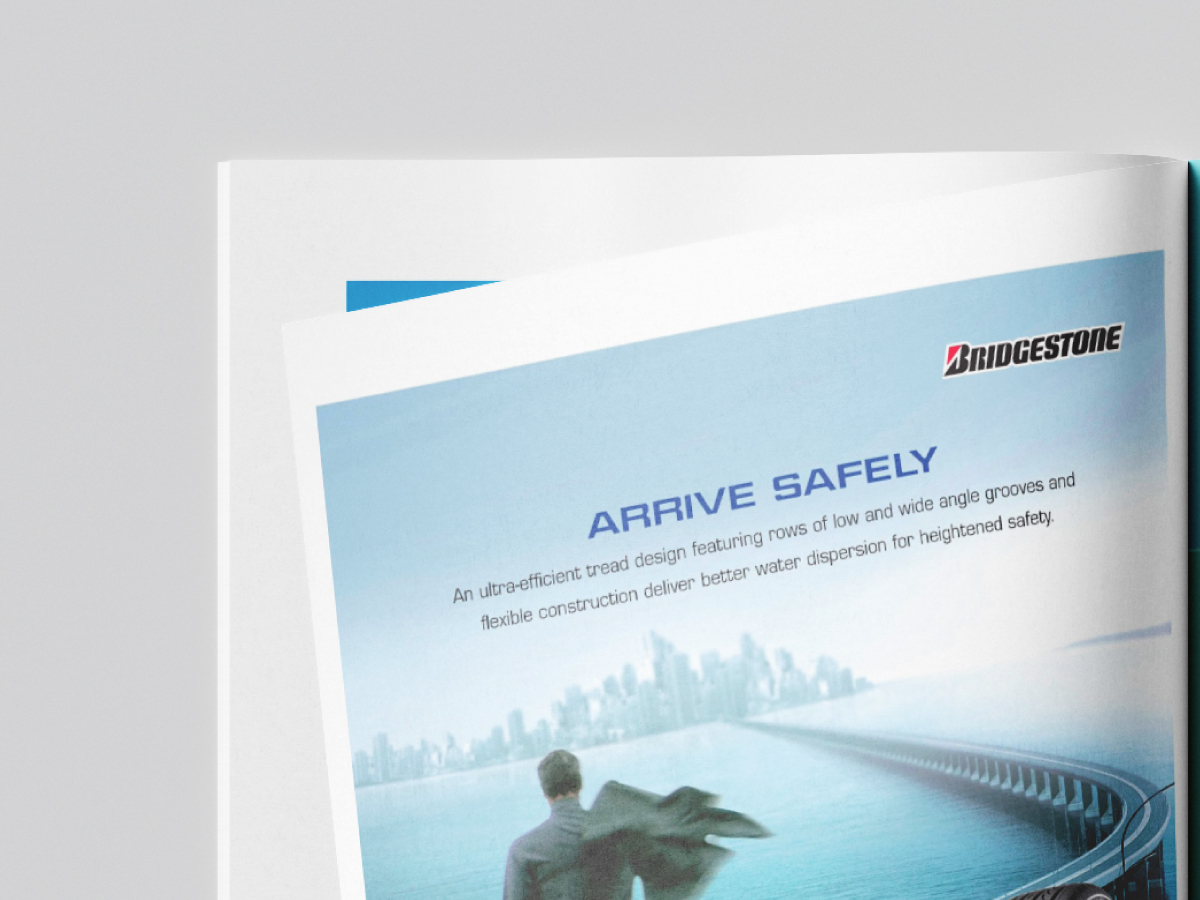 BRIDGESTONE
ARRIVE SAFELY
An ultra-efficient tread design featuring rows of low and wide angle grooves and
flexible construction deliver better water dispersion for heightened safety.